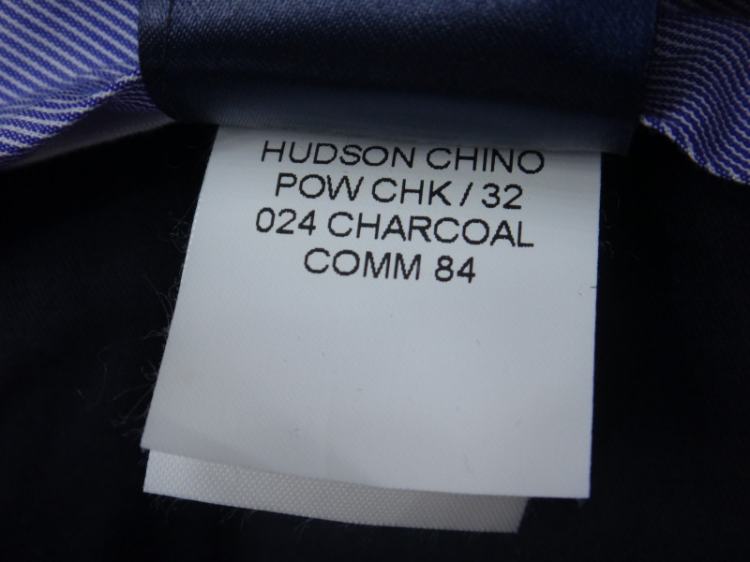 HUDSON CHINO
POW CHK / 32
024 CHARCOAL
COMM 84